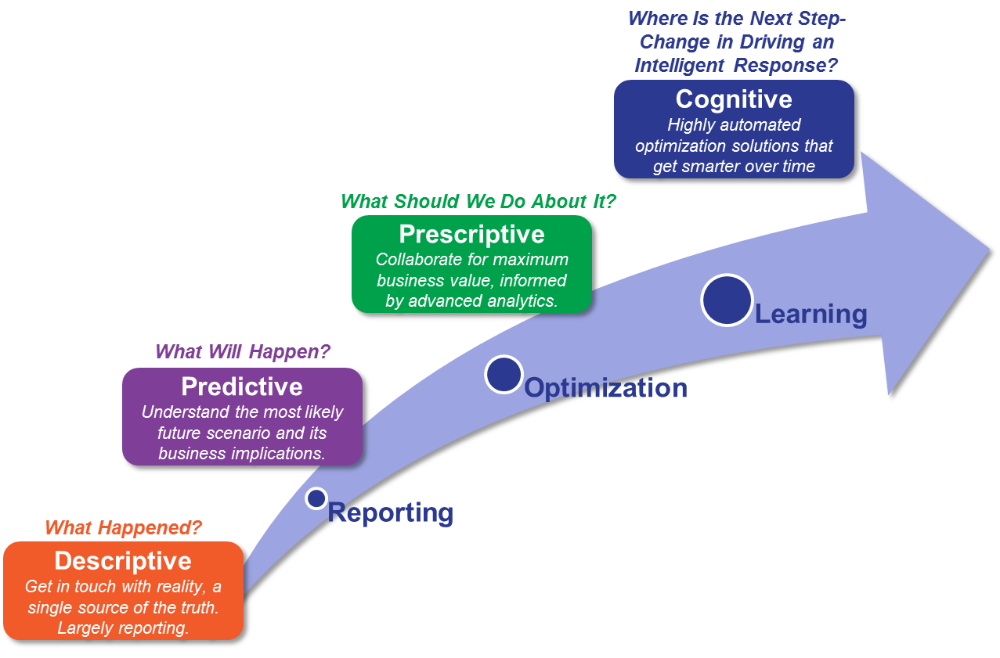 Where Is the Next Step-
Change in Driving an
Intelligent Response?
Cognitive
Highly automated
optimization solutions that
get smarter over time
What Should We Do About It?
Prescriptive
Collaborate for maximum
business value, informed
by advanced analytics.
Learning
What Will Happen?
Predictive
Understand the most likely
future scenario and its
business implications.
Optimization
Reporting
What Happened?
Descriptive
Get in touch with reality, a
single source of the truth.
Largely reporting.